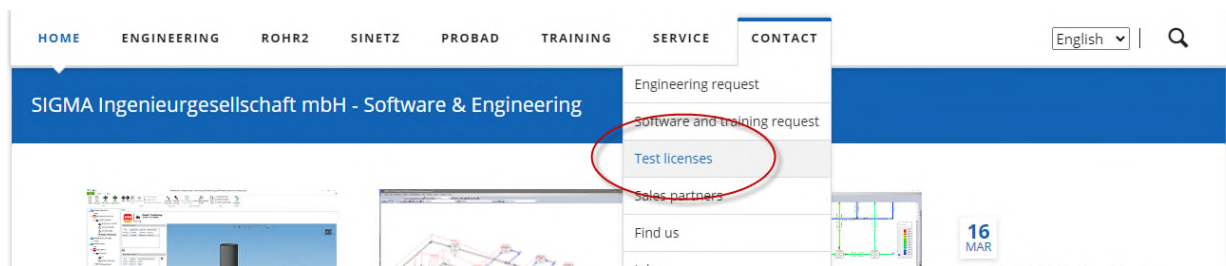 HOME ENGINEERING ROHR2 SINETZ PROBAD TRAINING SERVICE CONTACT English
Engineering request
SIGMA Ingenieurgesellschaft mbH - Software & Engineering
Software and training request
Test licenses
Sales partners
Find us
16
MAR